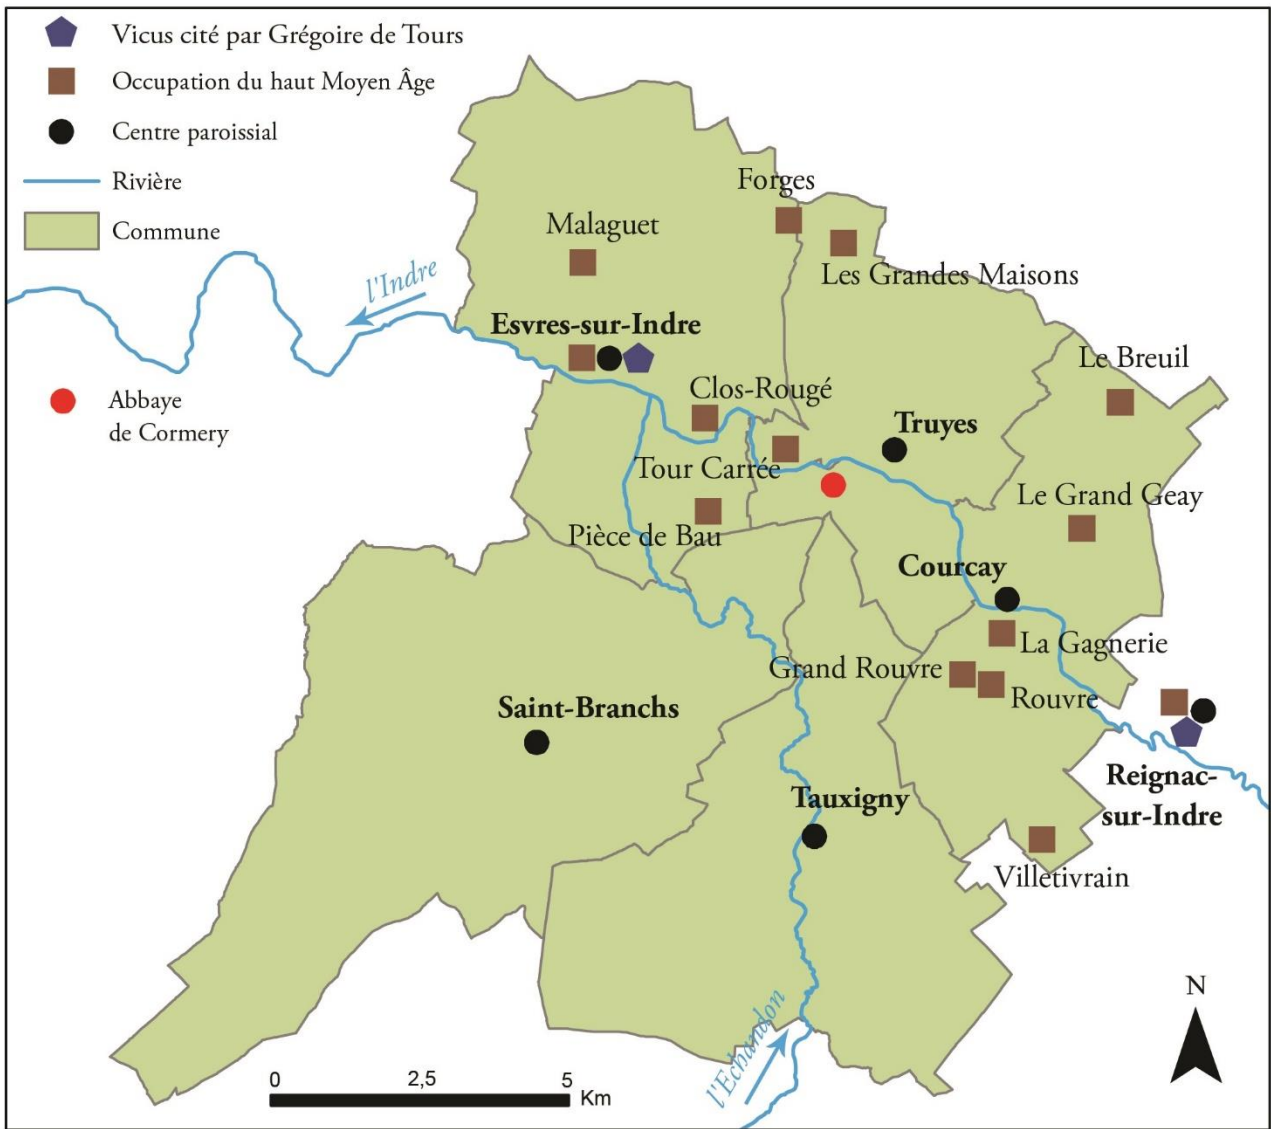 Vicus cité par Grégoire de Tours
Occupation du haut Moyen Âge
Centre paroissial
Rivière
Commune
Abbaye
de Cormery
Forges
Malaguet
Les Grandes Maisons
l'Indre
Esvres-sur-Indre
Le Breuil
Clos-Rougé
Truyes
Tour Carrée
Le Grand Geay
Pièce de Bau
Courcay
La Gagnerie
Grand Rouvre
Rouvre
Saint-Branchs
Reignac-
sur-Indre
Tauxigny
Villetivrain
N
l'Echandon
0 2,5 5
Km